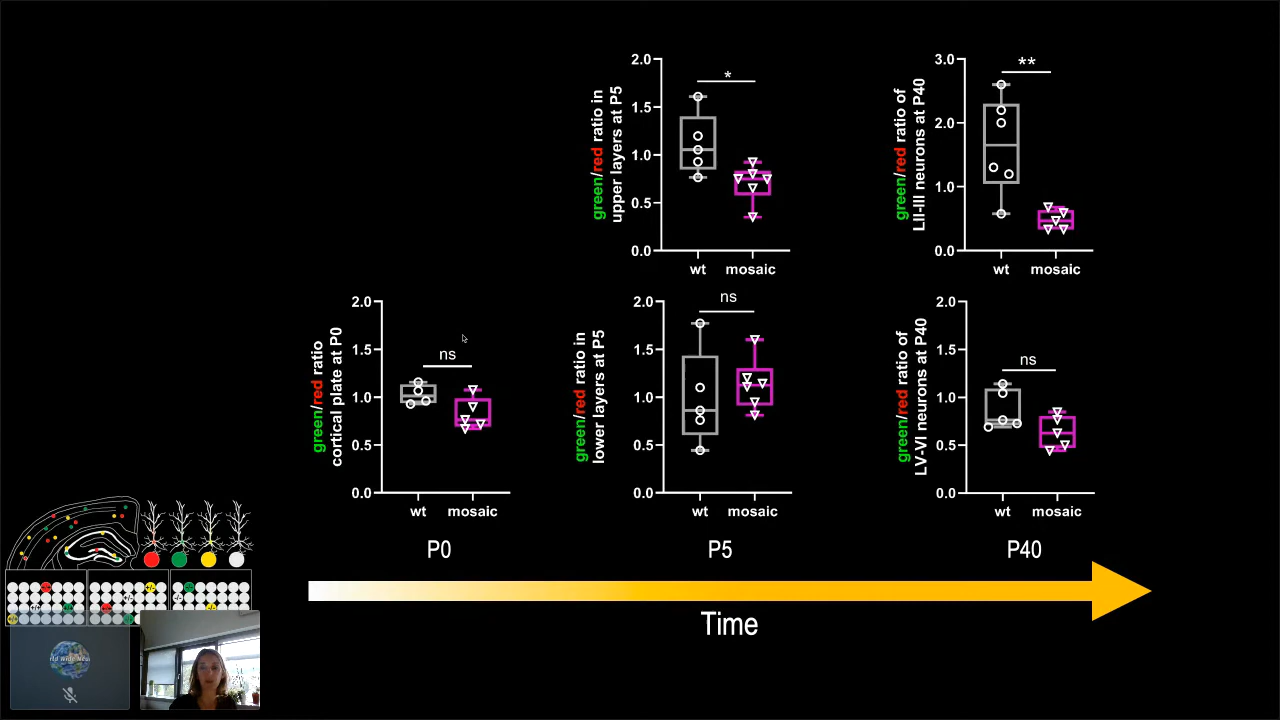 2.0
1.5
1.0
0.5
0.0
green/red ratio in
upper layers at P5
*
wt
mosaic
3.0
2.0
1.0
0.0
green/red ratio of
LII-III neurons at P40
**
wt
mosaic
2.0
1.5
1.0
0.5
0.0
green/red ratio
cortical plate at P0
ns
wt
mosaic
2.0
1.5
1.0
0.5
0.0
green/red ratio in
lower layers at P5
ns
wt
mosaic
2.0
1.5
1.0
0.5
0.0
green/red ratio of
LV-VI neurons at P40
ns
wt
mosaic
P0
P5
P40
Time